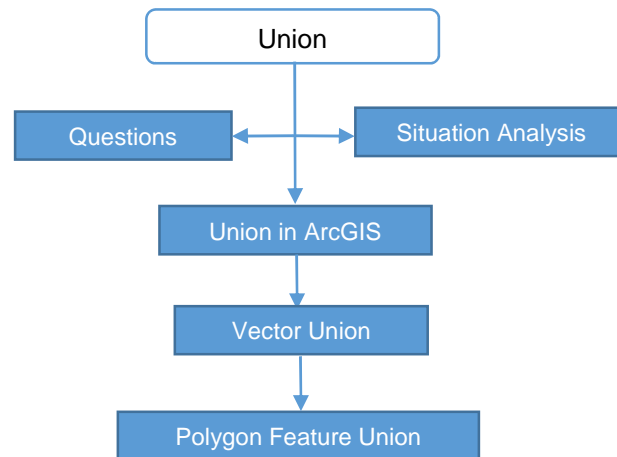 Union
Questions
Situation Analysis
Union in ArcGIS
Vector Union
Polygon Feature Union